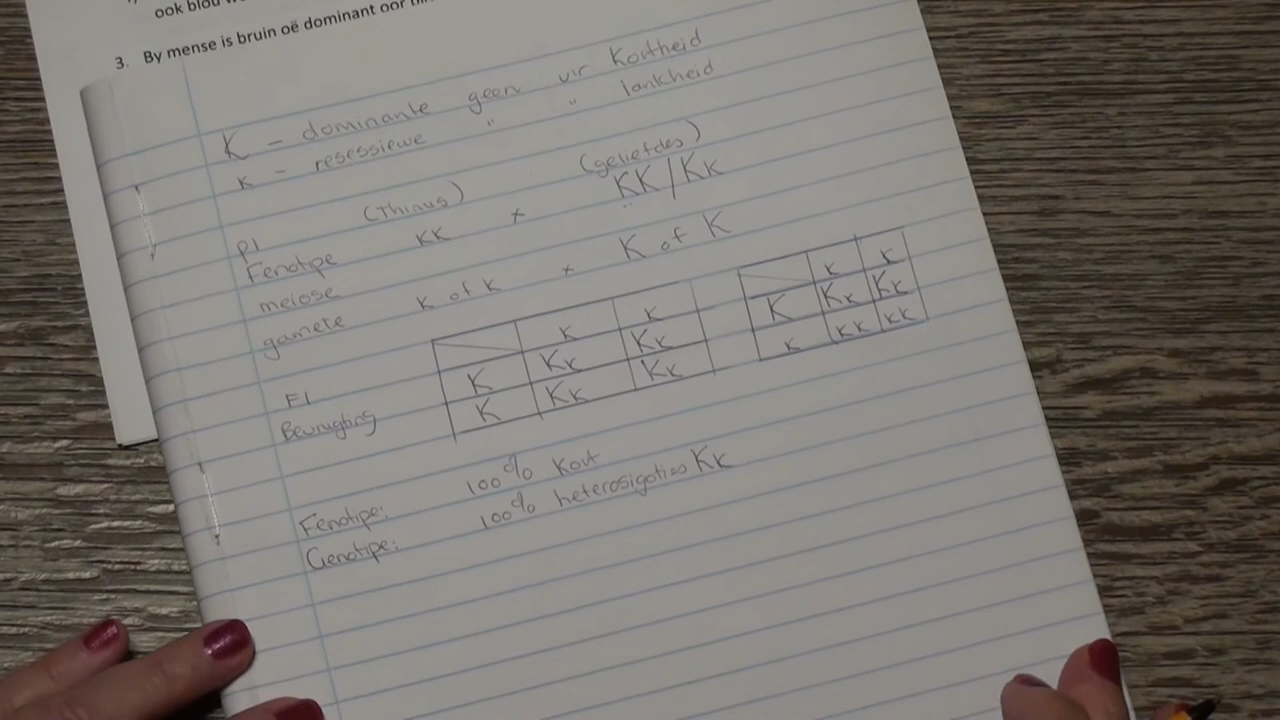 ook blou
3. By mense is bruin oë dominant oor
K - dominante geen vir Kortheid
k - resessiewe " " lankheid
(Thinus) (geliefdes)
P1
Fenotipe kk x KK/Kk
meiose
gamete k of k x K of K
k k
K Kk Kk
K Kk Kk
k k
K Kk Kk
k kk kk
F1
Bevrugting
Fenotipe: 100% Kort
Genotipe: 100% heterosigoties Kk